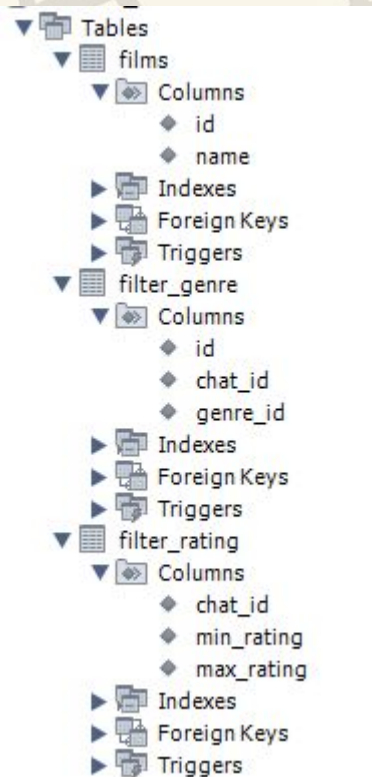 Tables
films
Columns
id
name
Indexes
Foreign Keys
Triggers
filter_genre
Columns
id
chat_id
genre_id
Indexes
Foreign Keys
Triggers
filter_rating
Columns
chat_id
min_rating
max_rating
Indexes
Foreign Keys
Triggers